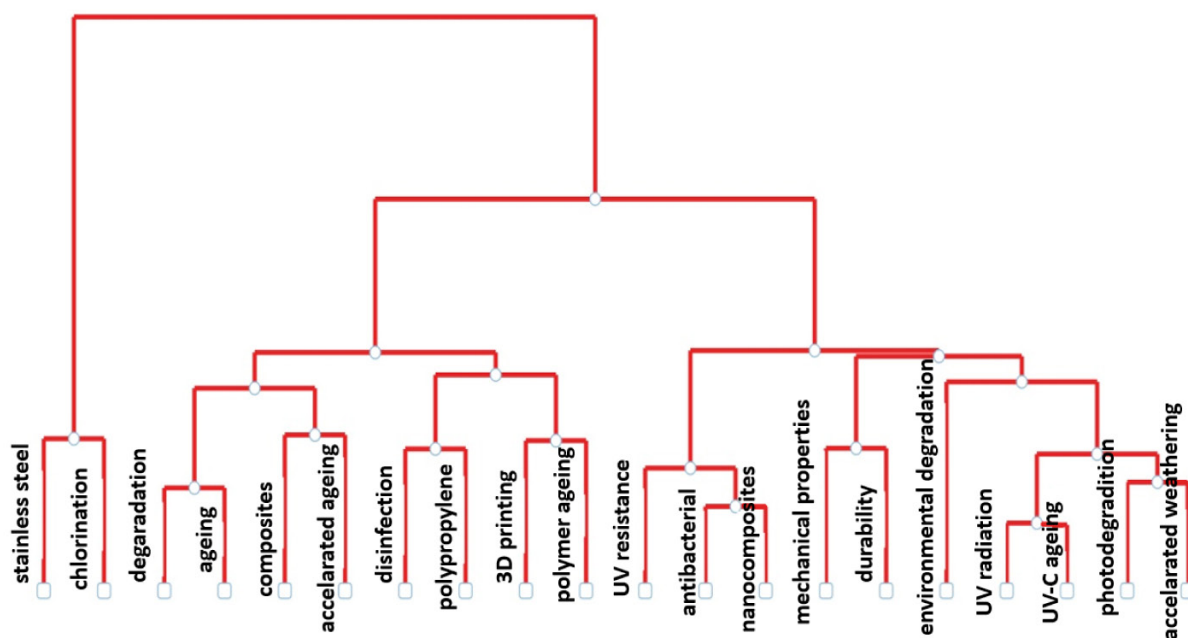 stainless steel
chlorination
degaradation
ageing
composites
accelarated ageing
disinfection
polypropylene
3D printing
polymer ageing
UV resistance
antibacterial
nanocomposites
mechanical properties
durability
environmental degradation
UV radiation
UV-C ageing
photodegradition
accelarated weathering